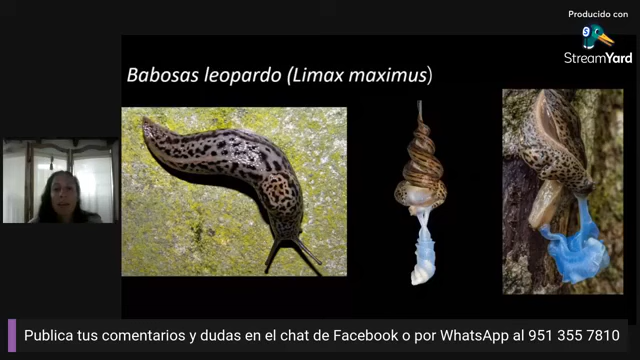 Producido con
StreamYard
Babosas leopardo (Limax maximus)
Publica tus comentarios y dudas en el chat de Facebook o por WhatsApp al 951 355 7810